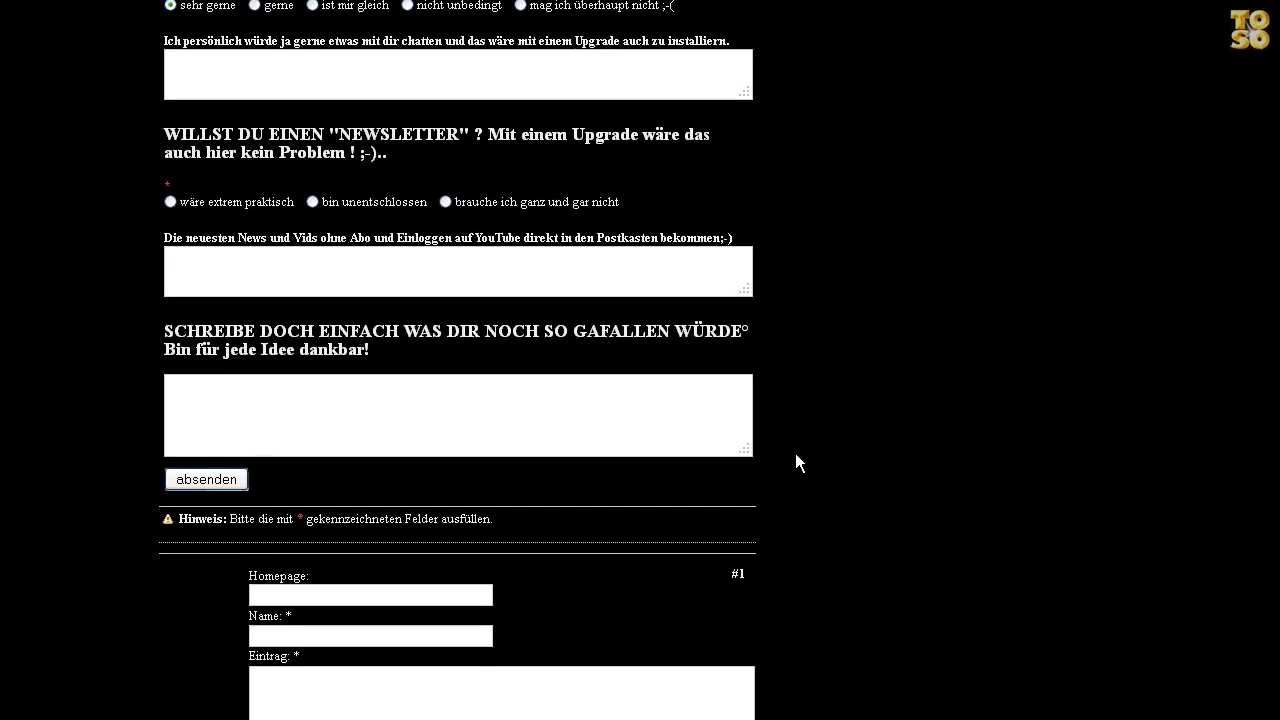 sehr gerne gerne ist mir gleich nicht unbedingt mag ich überhaupt nicht ;-(
TO
SO
Ich persönlich würde ja gerne etwas mit dir chatten und das wäre mit einem Upgrade auch zu installiern.
WILLST DU EINEN "NEWSLETTER" ? Mit einem Upgrade wäre das
auch hier kein Problem ! ;-)..
*
wäre extrem praktisch bin unentschlossen brauche ich ganz und gar nicht
Die neuesten News und Vids ohne Abo und Einloggen auf YouTube direkt in den Postkasten bekommen;-)
SCHREIBE DOCH EINFACH WAS DIR NOCH SO GAFALLEN WÜRDE°
Bin für jede Idee dankbar!
absenden
Hinweis: Bitte die mit * gekennzeichneten Felder ausfüllen.
Homepage:
#1
Name: *
Eintrag: *